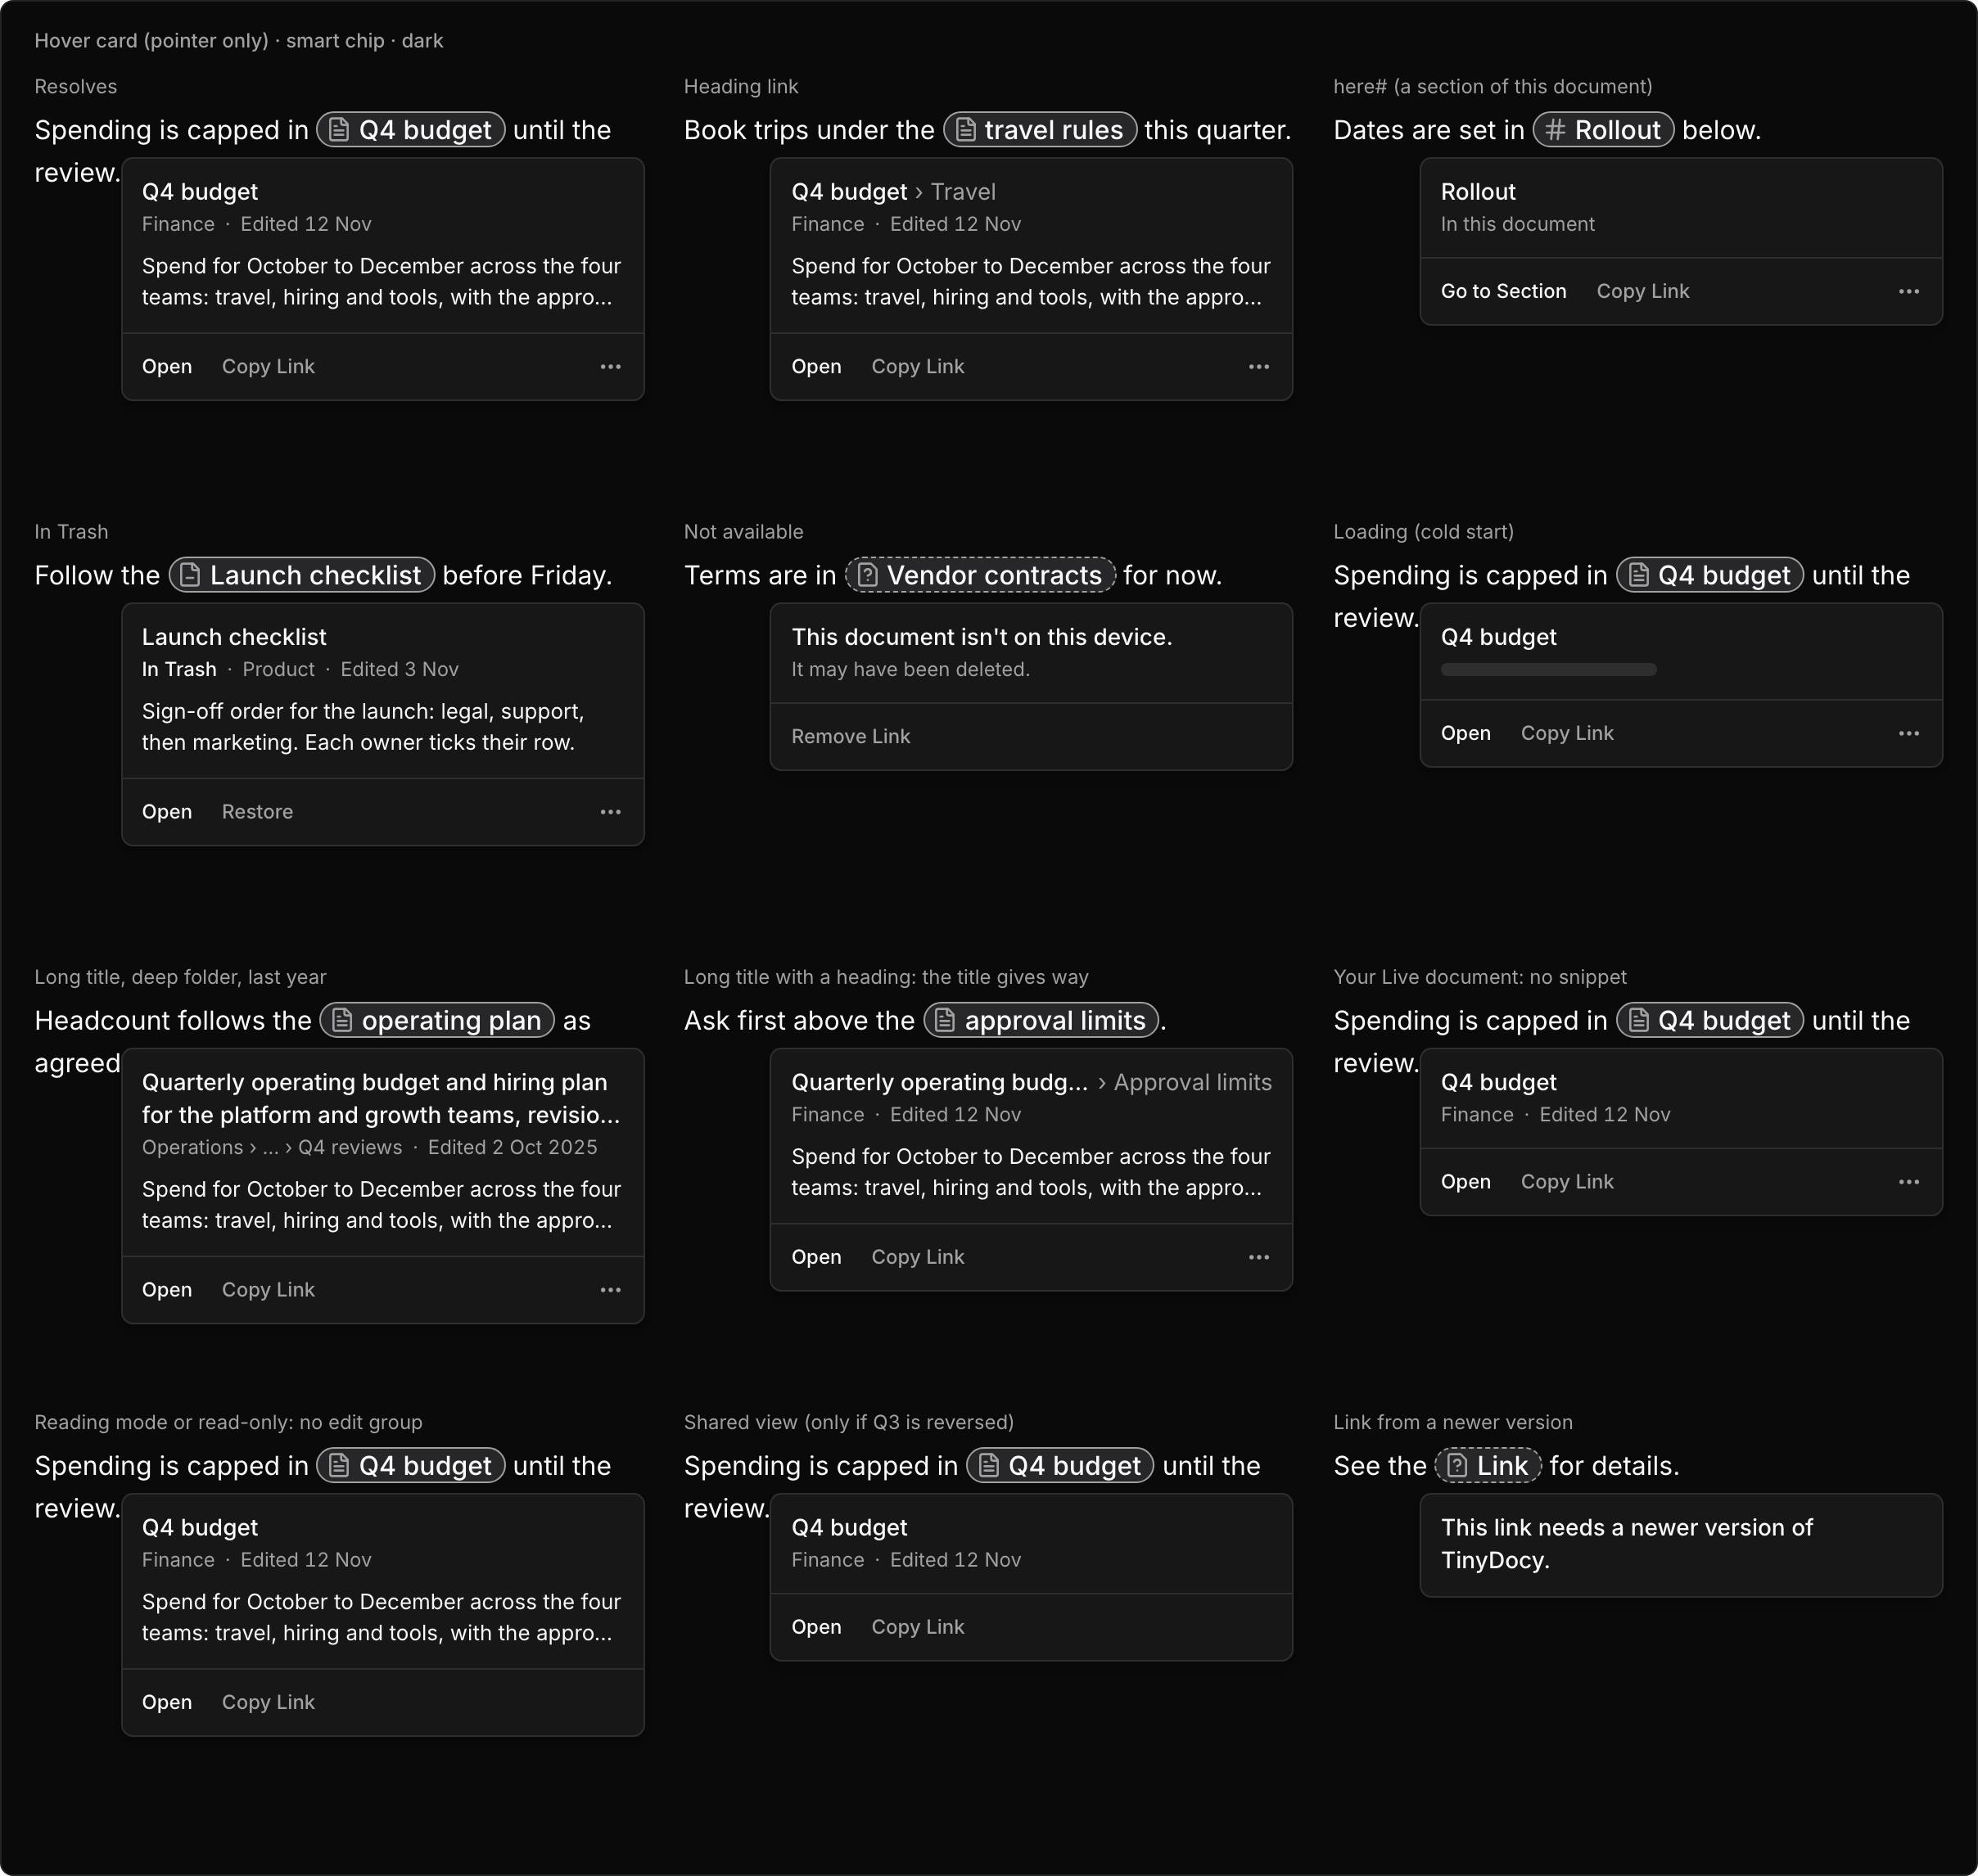 Hover card (pointer only) · smart chip · dark
Resolves
Spending is capped in Q4 budget until the
review.
Q4 budget
Finance · Edited 12 Nov
Spend for October to December across the four
teams: travel, hiring and tools, with the appro...
Open Copy Link ...
Heading link
Book trips under the travel rules this quarter.
Q4 budget › Travel
Finance · Edited 12 Nov
Spend for October to December across the four
teams: travel, hiring and tools, with the appro...
Open Copy Link ...
here# (a section of this document)
Dates are set in # Rollout below.
Rollout
In this document
Go to Section Copy Link ...
In Trash
Follow the Launch checklist before Friday.
Launch checklist
In Trash · Product · Edited 3 Nov
Sign-off order for the launch: legal, support,
then marketing. Each owner ticks their row.
Open Restore ...
Not available
Terms are in ? Vendor contracts for now.
This document isn't on this device.
It may have been deleted.
Remove Link
Loading (cold start)
Spending is capped in Q4 budget until the
review.
Q4 budget
Open Copy Link ...
Long title, deep folder, last year
Headcount follows the operating plan as
agreed
Quarterly operating budget and hiring plan
for the platform and growth teams, revisio...
Operations › ... › Q4 reviews · Edited 2 Oct 2025
Spend for October to December across the four
teams: travel, hiring and tools, with the appro...
Open Copy Link ...
Long title with a heading: the title gives way
Ask first above the approval limits.
Quarterly operating budg... › Approval limits
Finance · Edited 12 Nov
Spend for October to December across the four
teams: travel, hiring and tools, with the appro...
Open Copy Link ...
Your Live document: no snippet
Spending is capped in Q4 budget until the
review.
Q4 budget
Finance · Edited 12 Nov
Open Copy Link ...
Reading mode or read-only: no edit group
Spending is capped in Q4 budget until the
review.
Q4 budget
Finance · Edited 12 Nov
Spend for October to December across the four
teams: travel, hiring and tools, with the appro...
Open Copy Link
Shared view (only if Q3 is reversed)
Spending is capped in Q4 budget until the
review.
Q4 budget
Finance · Edited 12 Nov
Open Copy Link
Link from a newer version
See the ? Link for details.
This link needs a newer version of
TinyDocy.